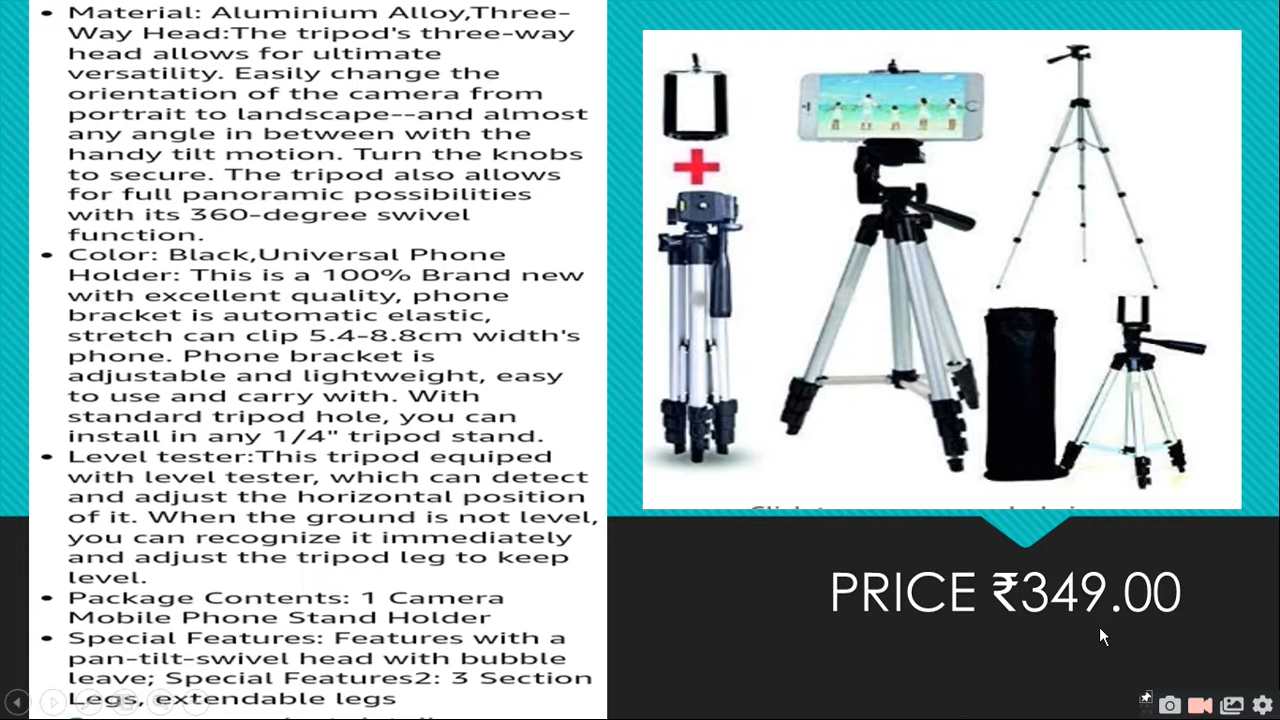 Material: Aluminium Alloy,Three-
Way Head:The tripod's three-way
head allows for ultimate
versatility. Easily change the
orientation of the camera from
portrait to landscape--and almost
any angle in between with the
handy tilt motion. Turn the knobs
to secure. The tripod also allows
for full panoramic possibilities
with its 360-degree swivel
function.
Color: Black,Universal Phone
Holder: This is a 100% Brand new
with excellent quality, phone
bracket is automatic elastic,
stretch can clip 5.4-8.8cm width's
phone. Phone bracket is
adjustable and lightweight, easy
to use and carry with. With
standard tripod hole, you can
install in any 1/4" tripod stand.
Level tester:This tripod equiped
with level tester, which can detect
and adjust the horizontal position
of it. When the ground is not level,
you can recognize it immediately
and adjust the tripod leg to keep
level.
Package Contents: 1 Camera
Mobile Phone Stand Holder
Special Features: Features with a
pan-tilt-swivel head with bubble
leave; Special Features2: 3 Section
Legs, extendable legs
PRICE ₹349.00